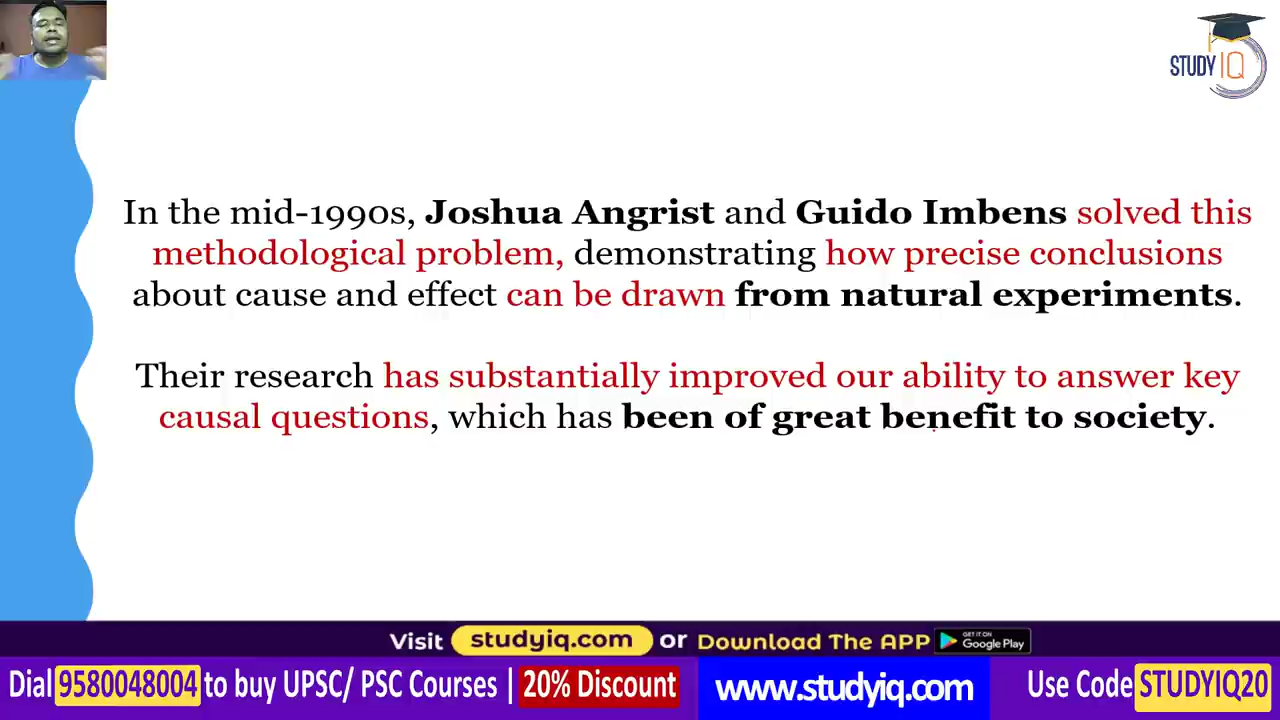 STUDY IQ
In the mid-1990s, Joshua Angrist and Guido Imbens solved this
methodological problem, demonstrating how precise conclusions
about cause and effect can be drawn from natural experiments.
Their research has substantially improved our ability to answer key
causal questions, which has been of great benefit to society.
Visit studyiq.com or Download The APP GET IT ON Google Play
Dial 9580048004 to buy UPSC/ PSC Courses | 20% Discount www.studyiq.com Use Code STUDYIQ20